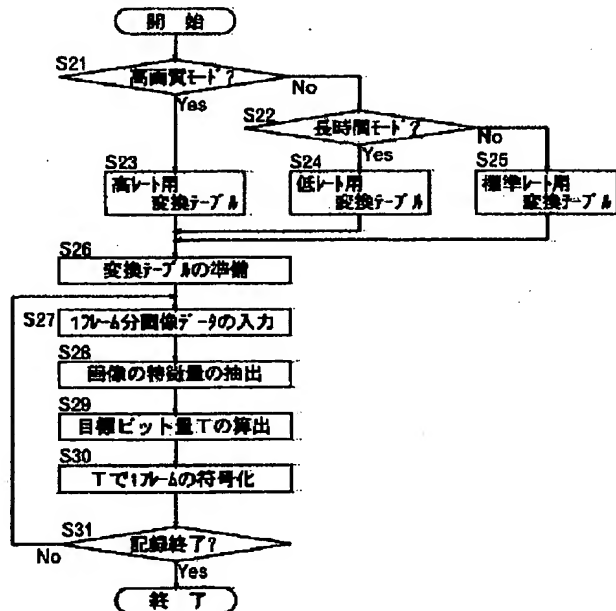 開始
S21
高画質モード?
No
Yes
S22
長時間モード?
No
Yes
S23
高レート用
変換テーブル
S24
低レート用
変換テーブル
S25
標準レート用
変換テーブル
S26
変換テーブルの準備
S27
1フレーム分画像データの入力
S28
画像の特徴量の抽出
S29
目標ビット量Tの算出
S30
Tで1フレームの符号化
S31
記録終了?
No
Yes
終了